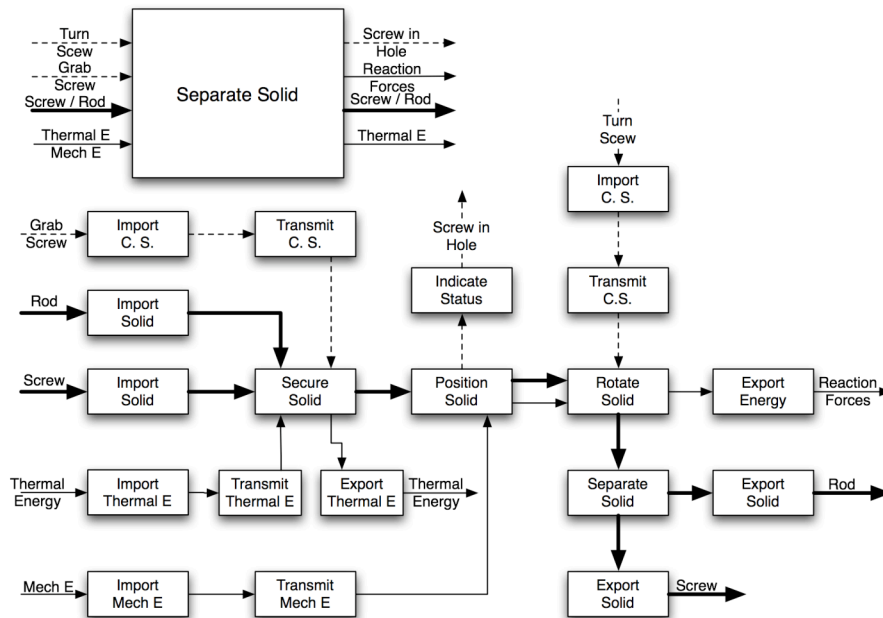 Turn
Scew
Grab
Screw
Screw / Rod
Thermal E
Mech E
Separate Solid
Screw in
Hole
Reaction
Forces
Screw / Rod
Thermal E
Turn
Scew
Import
C. S.
Transmit
C.S.
Grab
Screw
Import
C. S.
Transmit
C. S.
Screw in
Hole
Indicate
Status
Rod
Import
Solid
Screw
Import
Solid
Secure
Solid
Position
Solid
Rotate
Solid
Export
Energy
Reaction
Forces
Thermal
Energy
Import
Thermal E
Transmit
Thermal E
Export
Thermal E
Thermal
Energy
Separate
Solid
Export
Solid
Rod
Mech E
Import
Mech E
Transmit
Mech E
Export
Solid
Screw